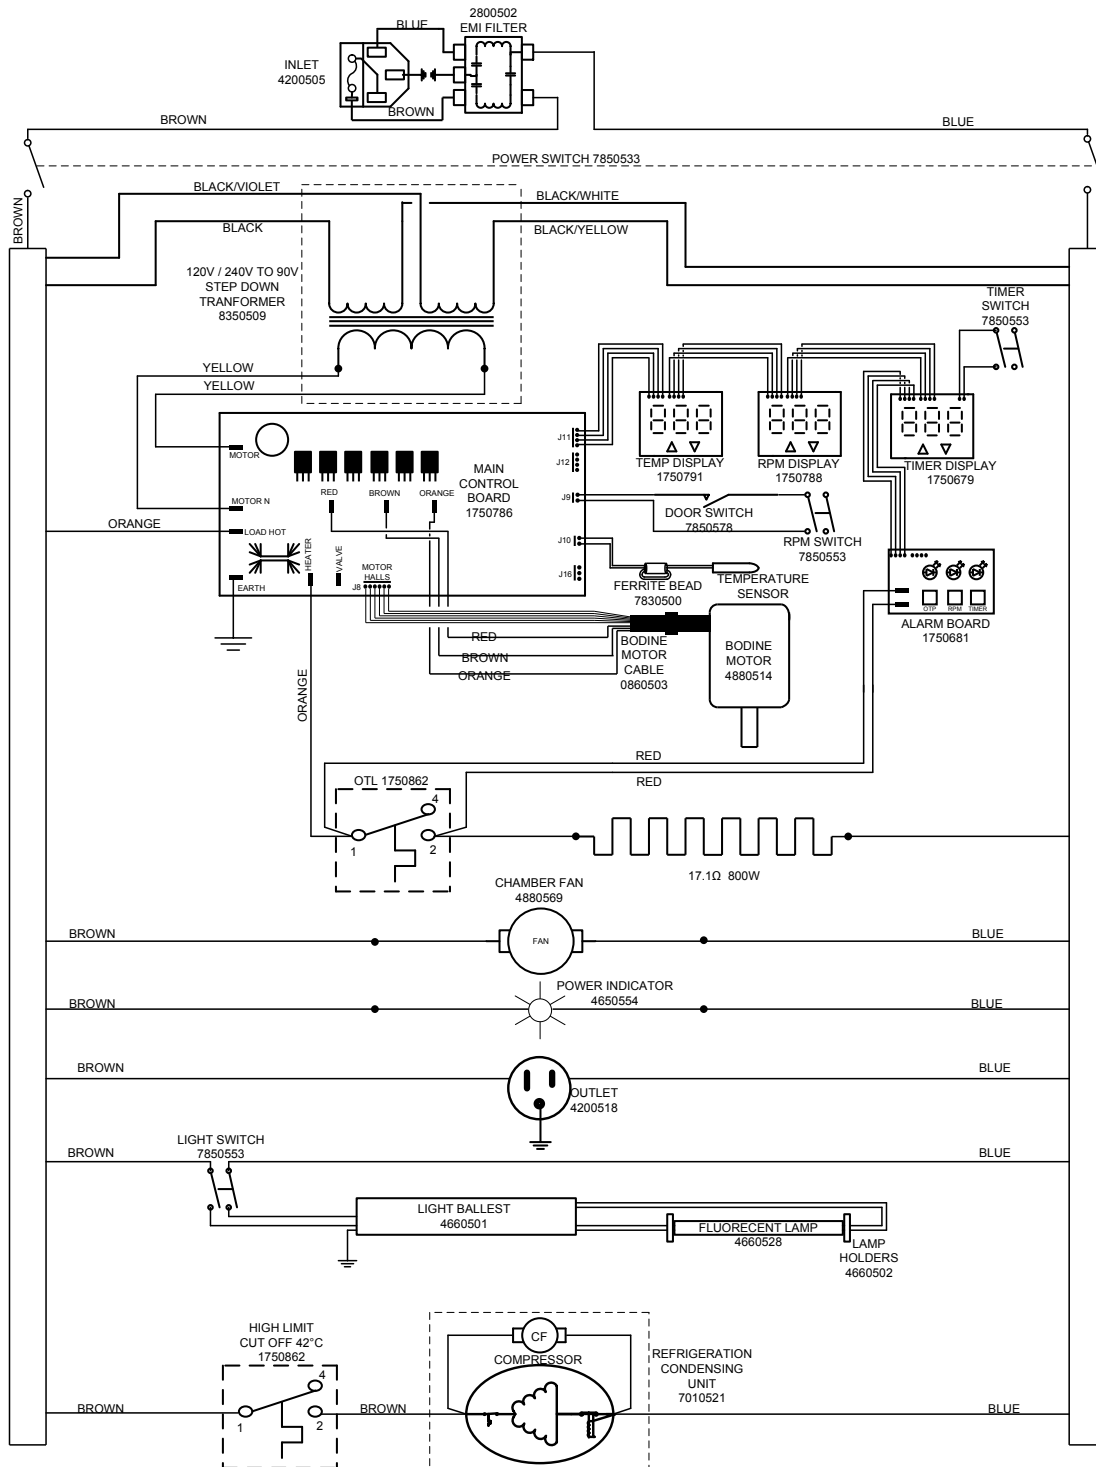 2800502
EMI FILTER
BLUE
INLET
4200505
BROWN
BROWN
BLUE
POWER SWITCH 7850533
BLACK/VIOLET
BLACK/WHITE
BROWN
BLACK
BLACK/YELLOW
120V / 240V TO 90V
STEP DOWN
TRANFORMER
8350509
TIMER
SWITCH
7850553
YELLOW
YELLOW
MOTOR
MAIN
CONTROL
BOARD
1750786
J11
J12
TEMP DISPLAY
1750791
RPM DISPLAY
1750788
TIMER DISPLAY
1750679
RED
BROWN
ORANGE
MOTOR N
J9
DOOR SWITCH
7850578
RPM SWITCH
7850553
ORANGE
LOAD HOT
HEATER
VALVE
MOTOR
HALLS
J8
EARTH
J10
J16
FERRITE BEAD
7830500
TEMPERATURE
SENSOR
OTP
RPM
TIMER
ALARM BOARD
1750681
RED
BROWN
ORANGE
BODINE
MOTOR
CABLE
0860503
BODINE
MOTOR
4880514
ORANGE
RED
RED
OTL 1750862
4
1
2
17.1Ω 800W
CHAMBER FAN
4880569
BROWN
FAN
BLUE
POWER INDICATOR
4650554
BROWN
BLUE
BROWN
BLUE
OUTLET
4200518
LIGHT SWITCH
7850553
BROWN
BLUE
LIGHT BALLEST
4660501
FLUORECENT LAMP
4660528
LAMP
HOLDERS
4660502
HIGH LIMIT
CUT OFF 42°C
1750862
CF
COMPRESSOR
REFRIGERATION
CONDENSING
UNIT
7010521
4
BROWN
1
2
BROWN
BLUE